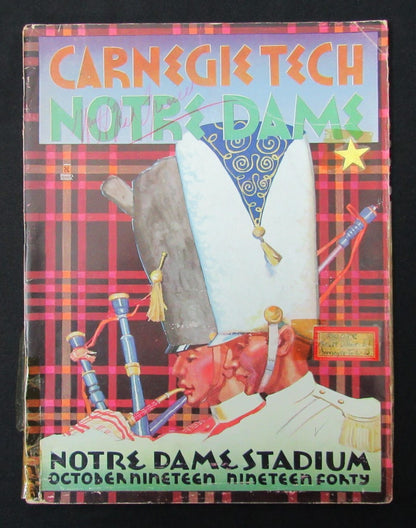 CARNEGIE TECH
NOTRE DAME
NOTRE DAME STADIUM
OCTOBER NINETEEN NINETEEN FORTY